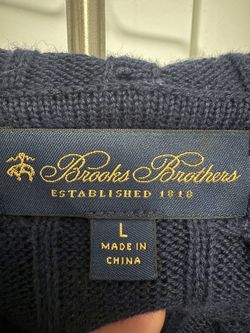 Brooks Brothers
ESTABLISHED 1818
L
MADE IN
CHINA